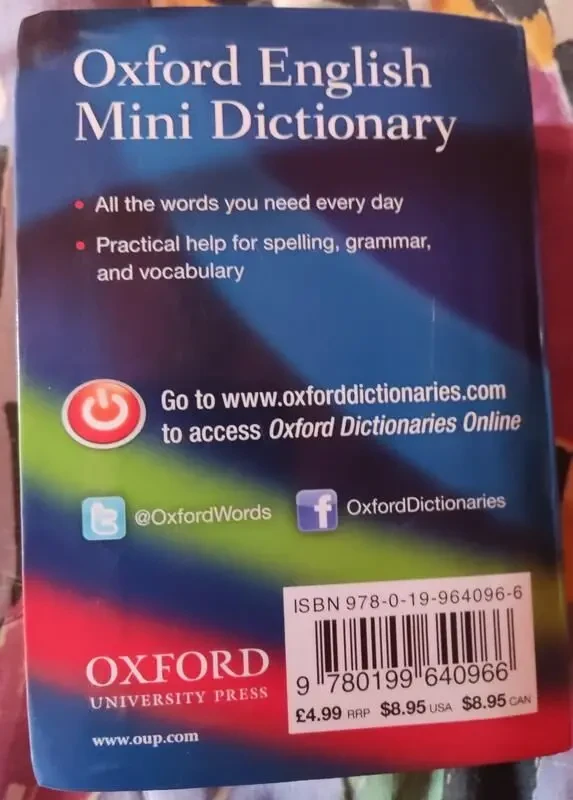 Oxford English
Mini Dictionary
• All the words you need every day
• Practical help for spelling, grammar,
and vocabulary
Go to www.oxforddictionaries.com
to access Oxford Dictionaries Online
@OxfordWords
f OxfordDictionaries
ISBN 978-0-19-964096-6
9 780199 640966
£4.99 RRP $8.95 USA $8.95 CAN
OXFORD
UNIVERSITY PRESS
www.oup.com